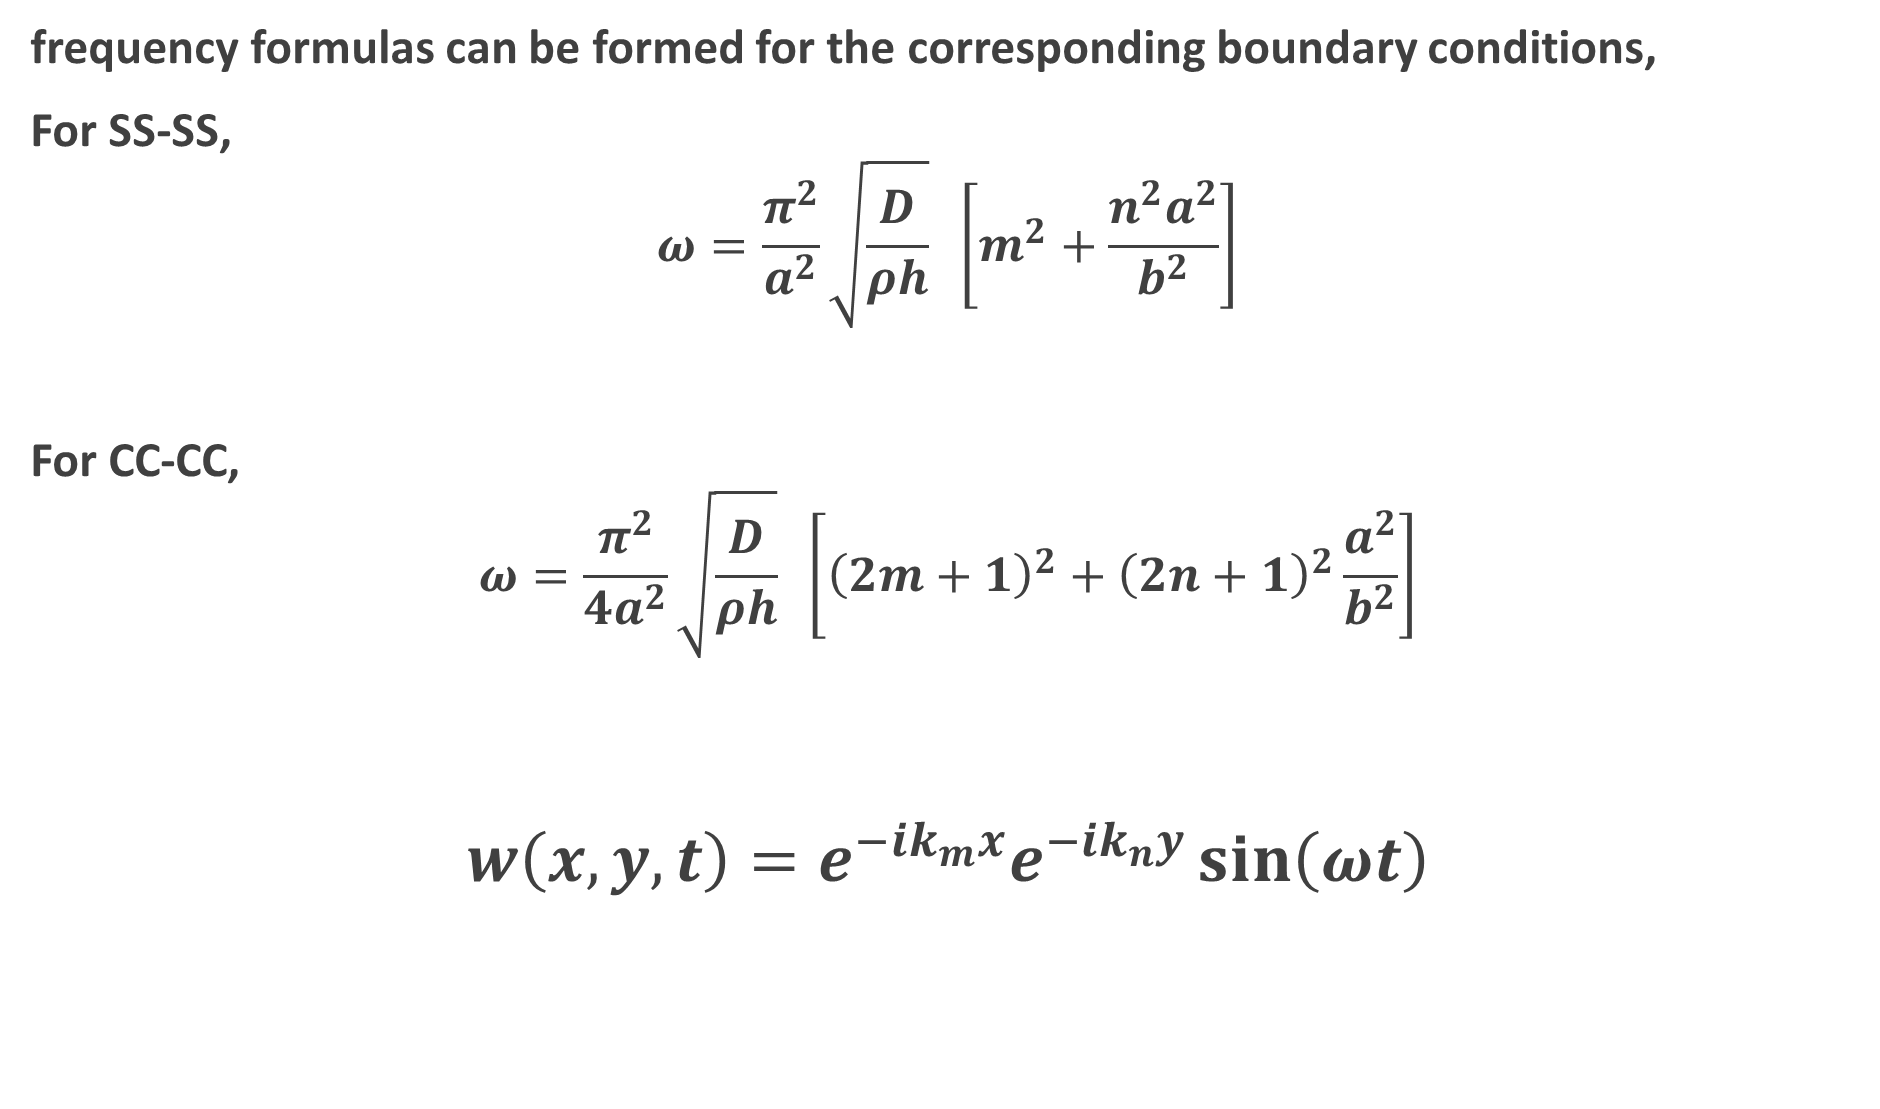 frequency formulas can be formed for the corresponding boundary conditions,
For SS-SS,
ω = π²/a² √(D/ρh) [m² + n²a²/b²]
For CC-CC,
ω = π²/4a² √(D/ρh) [(2m + 1)² + (2n + 1)² a²/b²]
w(x, y, t) = e^{−ik_m x} e^{−ik_n y} sin(ωt)